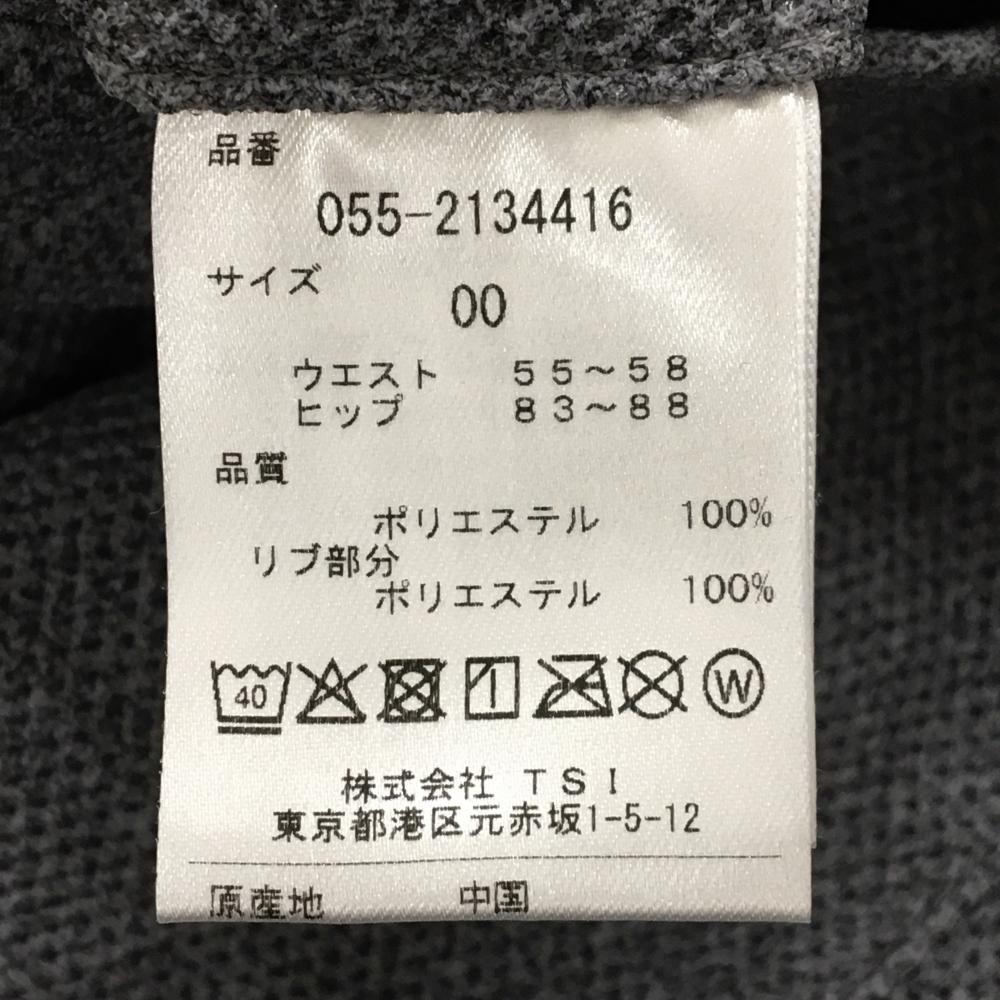 品番
055-2134416
サイズ
00
ウエスト 55～58
ヒップ 83～88
品質
ポリエステル 100%
リブ部分
ポリエステル 100%
40 W
株式会社 TSI
東京都港区元赤坂1-5-12
原産地 中国